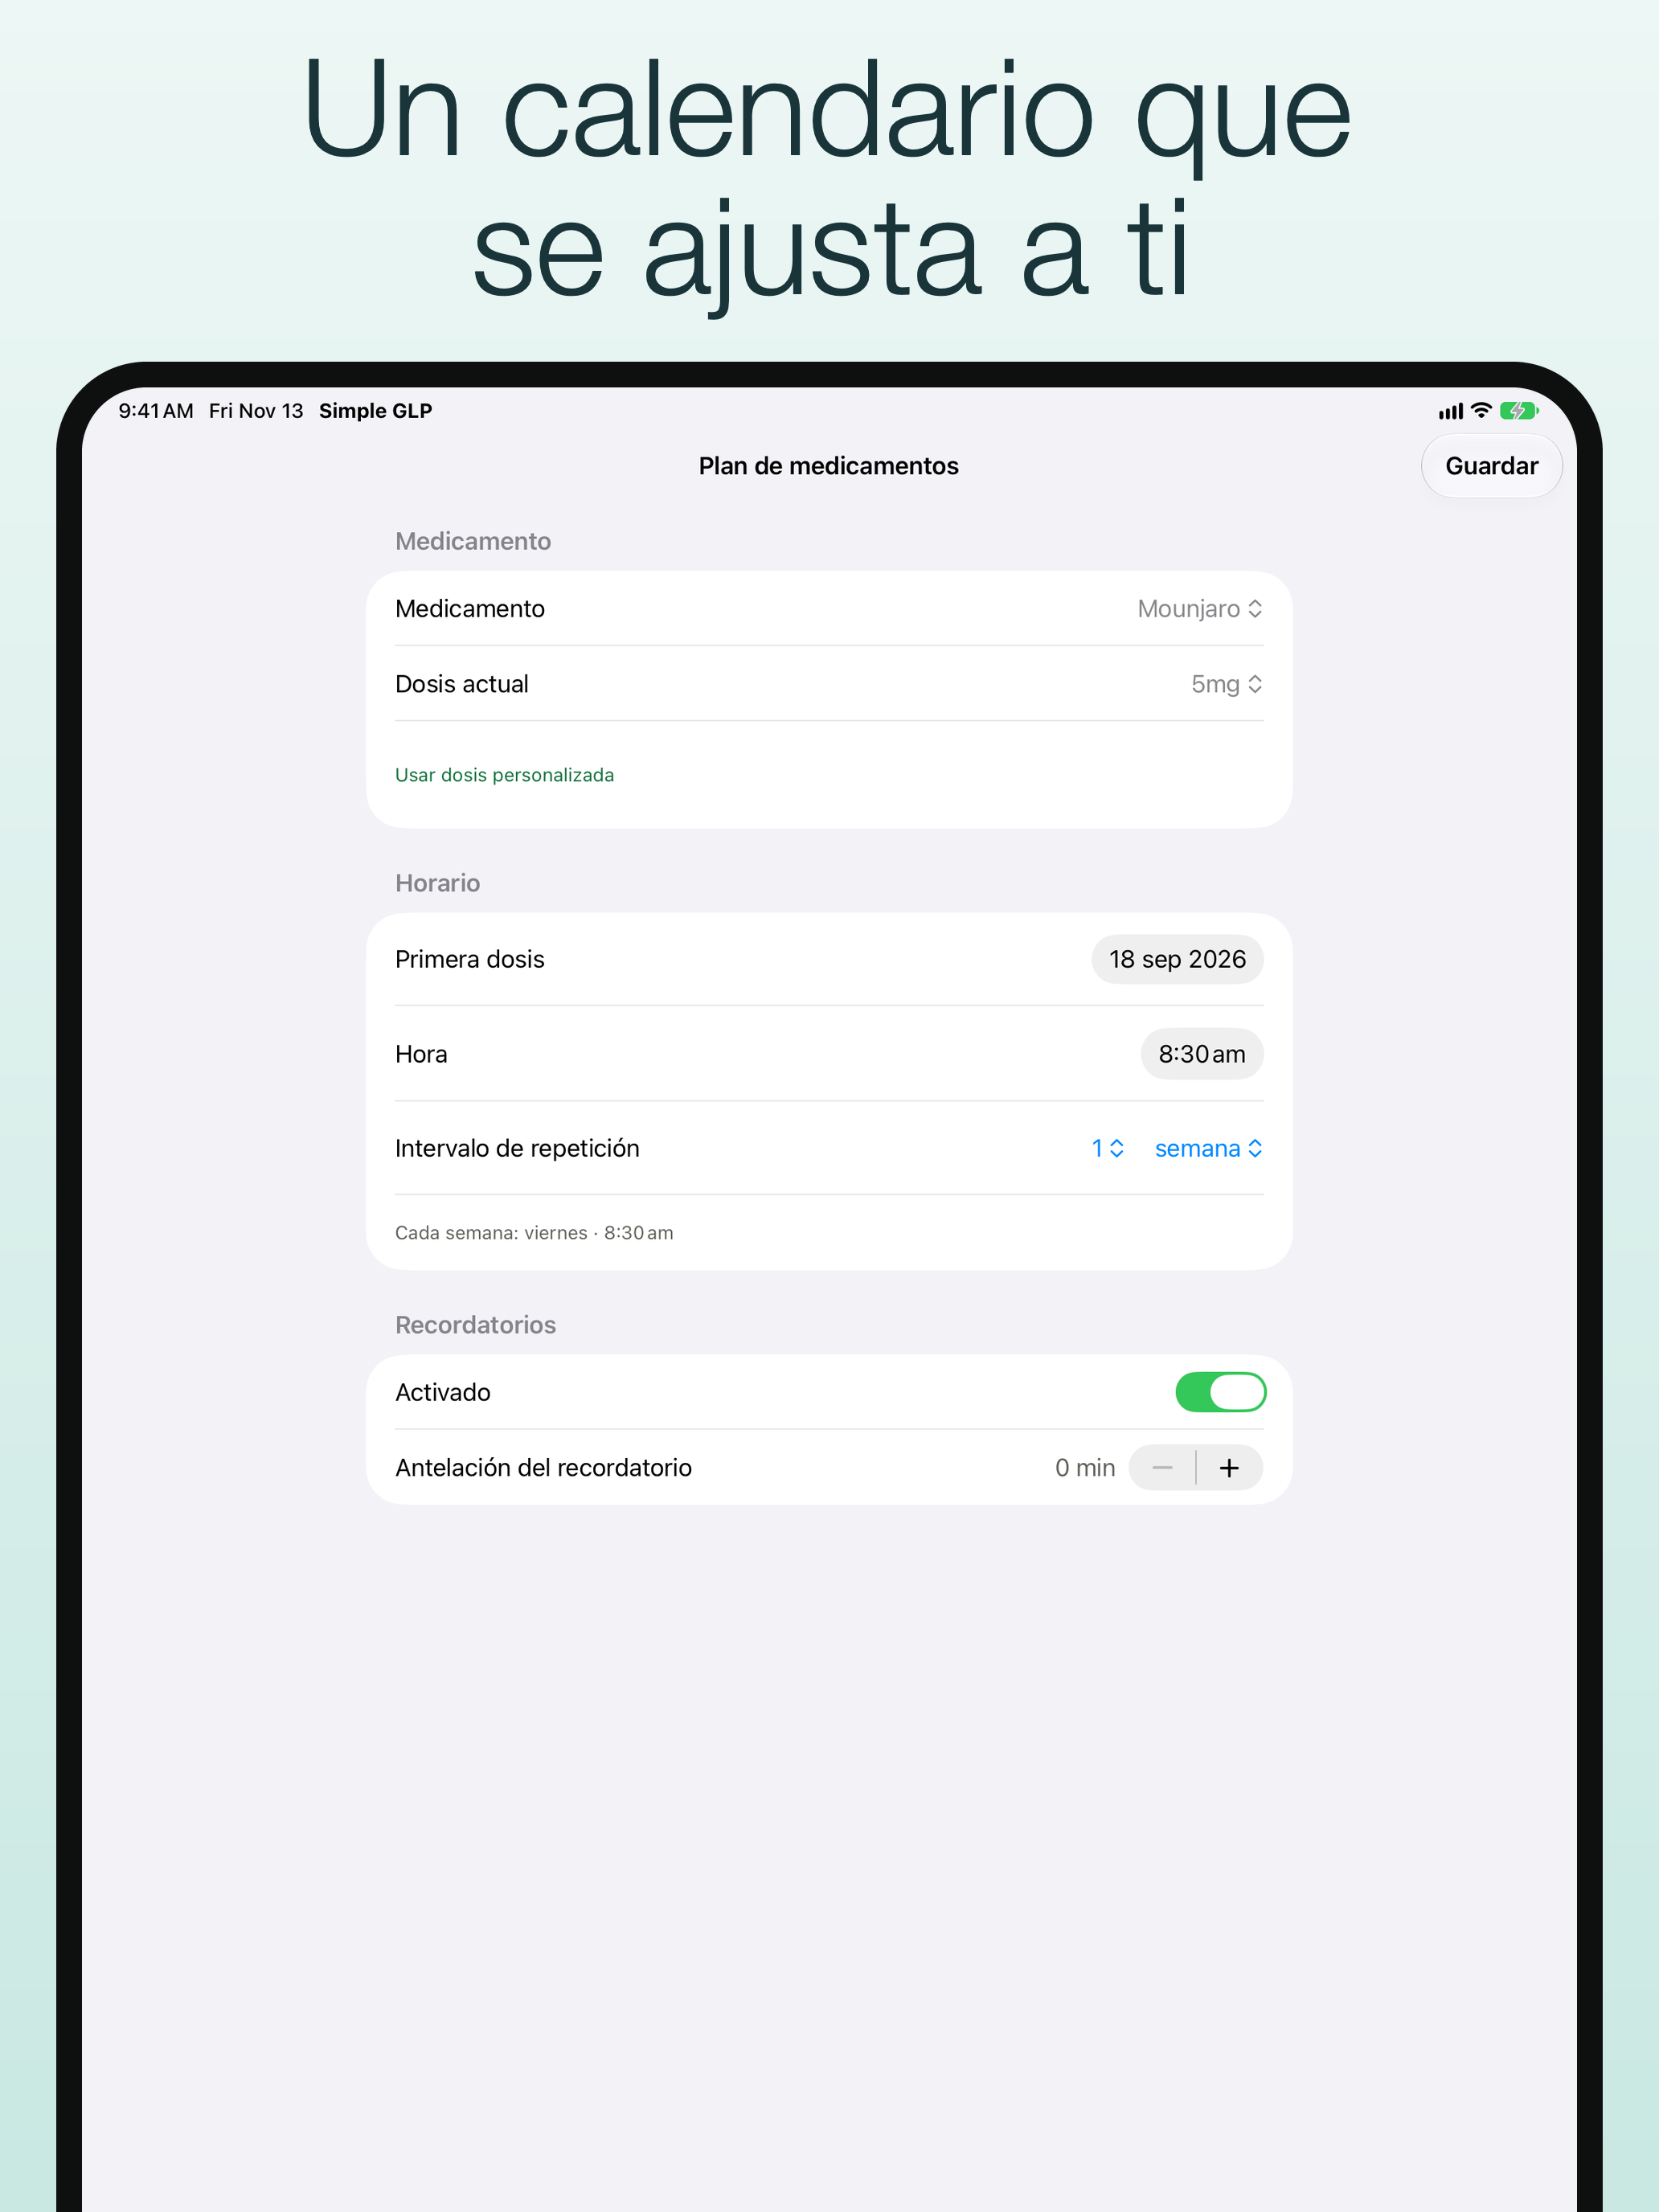 Un calendario que
se ajusta a ti
9:41 AM Fri Nov 13 Simple GLP
Plan de medicamentos
Guardar
Medicamento
Medicamento Mounjaro
Dosis actual 5mg
Usar dosis personalizada
Horario
Primera dosis 18 sep 2026
Hora 8:30 am
Intervalo de repetición 1 semana
Cada semana: viernes · 8:30 am
Recordatorios
Activado
Antelación del recordatorio 0 min